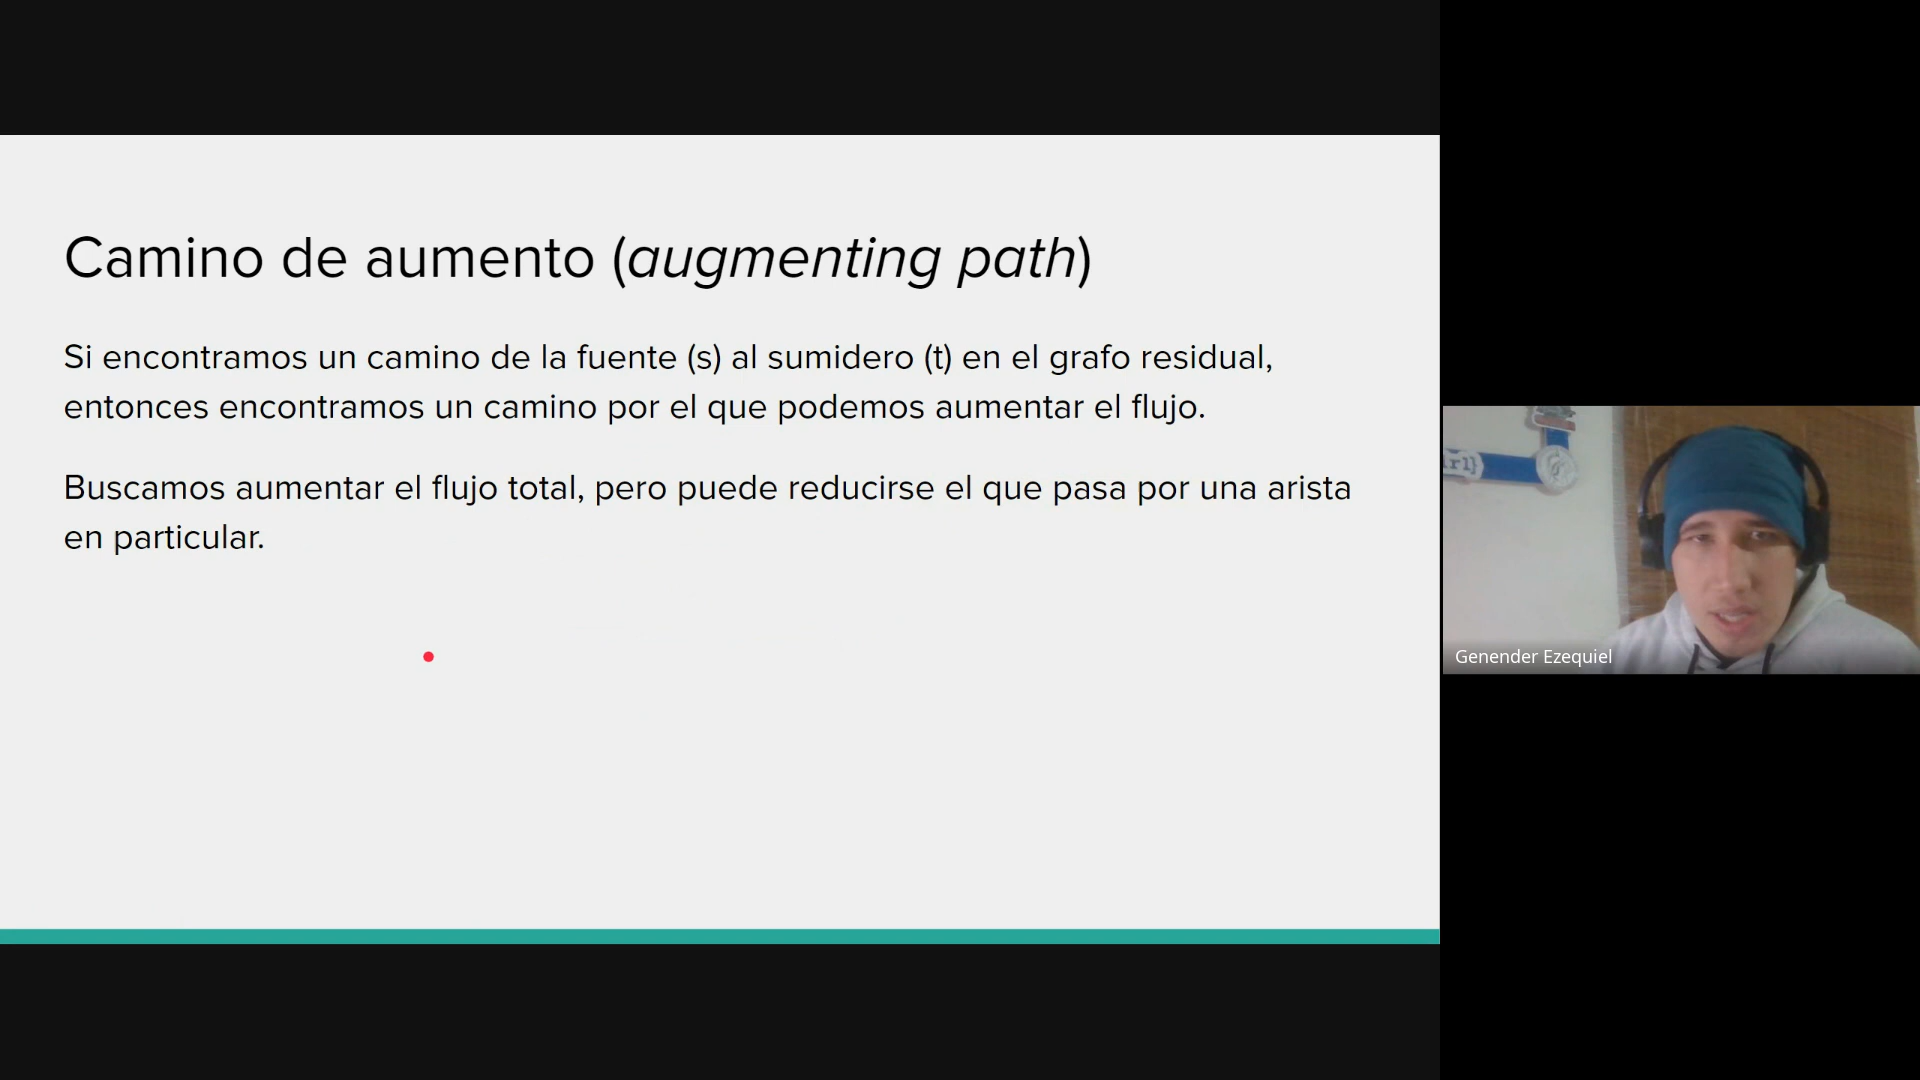 Camino de aumento (augmenting path)
Si encontramos un camino de la fuente (s) al sumidero (t) en el grafo residual,
entonces encontramos un camino por el que podemos aumentar el flujo.
Buscamos aumentar el flujo total, pero puede reducirse el que pasa por una arista
en particular.
Genender Ezequiel